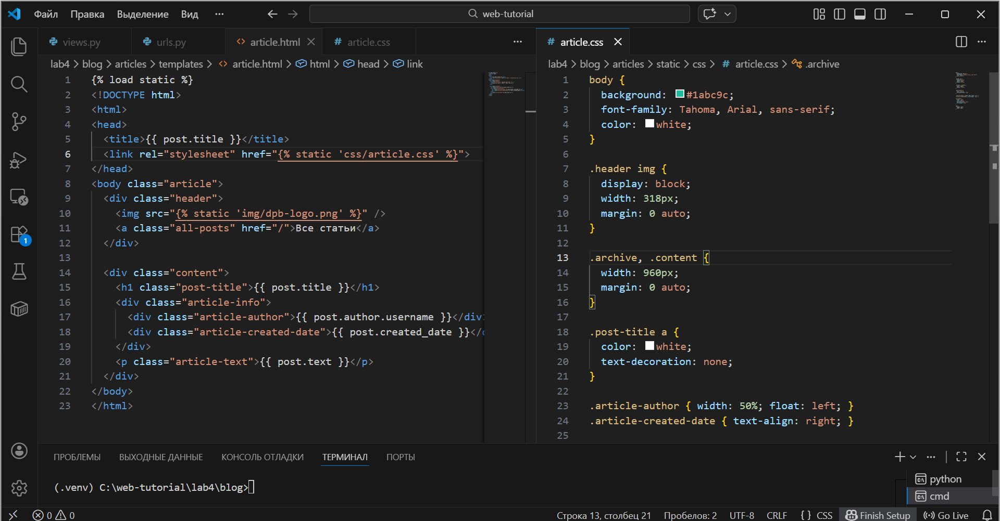 Файл Правка Выделение Вид ··· web-tutorial
views.py urls.py article.html article.css ···
lab4 > blog > articles > templates > article.html > html > head > link
1 {% load static %}
2 <!DOCTYPE html>
3 <html>
4 <head>
5 <title>{{ post.title }}</title>
6 <link rel="stylesheet" href="{% static 'css/article.css' %}">
7 </head>
8 <body class="article">
9 <div class="header">
10 <img src="{% static 'img/dpb-logo.png' %}" />
11 <a class="all-posts" href="/">Все статьи</a>
12 </div>
13
14 <div class="content">
15 <h1 class="post-title">{{ post.title }}</h1>
16 <div class="article-info">
17 <div class="article-author">{{ post.author.username }}</div
18 <div class="article-created-date">{{ post.created_date }}</
19 </div>
20 <p class="article-text">{{ post.text }}</p>
21 </div>
22 </body>
23 </html>
article.css ···
lab4 > blog > articles > static > css > # article.css > .archive
1 body {
2 background: #1abc9c;
3 font-family: Tahoma, Arial, sans-serif;
4 color: white;
5 }
6
7 .header img {
8 display: block;
9 width: 318px;
10 margin: 0 auto;
11 }
12
13 .archive, .content {
14 width: 960px;
15 margin: 0 auto;
16 }
17
18 .post-title a {
19 color: white;
20 text-decoration: none;
21 }
22
23 .article-author { width: 50%; float: left; }
24 .article-created-date { text-align: right; }
25
1
ПРОБЛЕМЫ ВЫХОДНЫЕ ДАННЫЕ КОНСОЛЬ ОТЛАДКИ ТЕРМИНАЛ ПОРТЫ
(.venv) C:\web-tutorial\lab4\blog>
python
cmd
0 0 Строка 13, столбец 21 Пробелов: 2 UTF-8 CRLF { } CSS Finish Setup Go Live